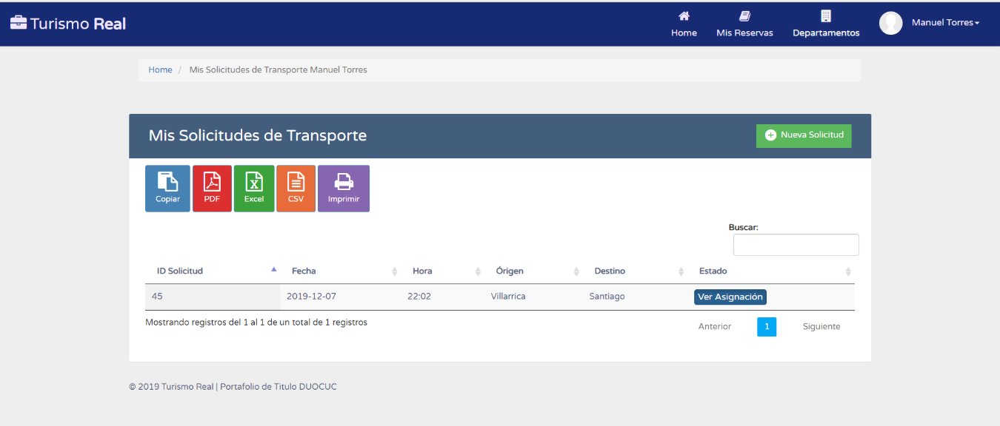 Turismo Real
Home
Mis Reservas
Departamentos
Manuel Torres
Home / Mis Solicitudes de Transporte Manuel Torres
Mis Solicitudes de Transporte
Nueva Solicitud
Copiar
PDF
Excel
CSV
Imprimir
Buscar:
ID Solicitud Fecha Hora Órigen Destino Estado
45 2019-12-07 22:02 Villarrica Santiago Ver Asignación
Mostrando registros del 1 al 1 de un total de 1 registros
Anterior 1 Siguiente
© 2019 Turismo Real | Portafolio de Titulo DUOCUC